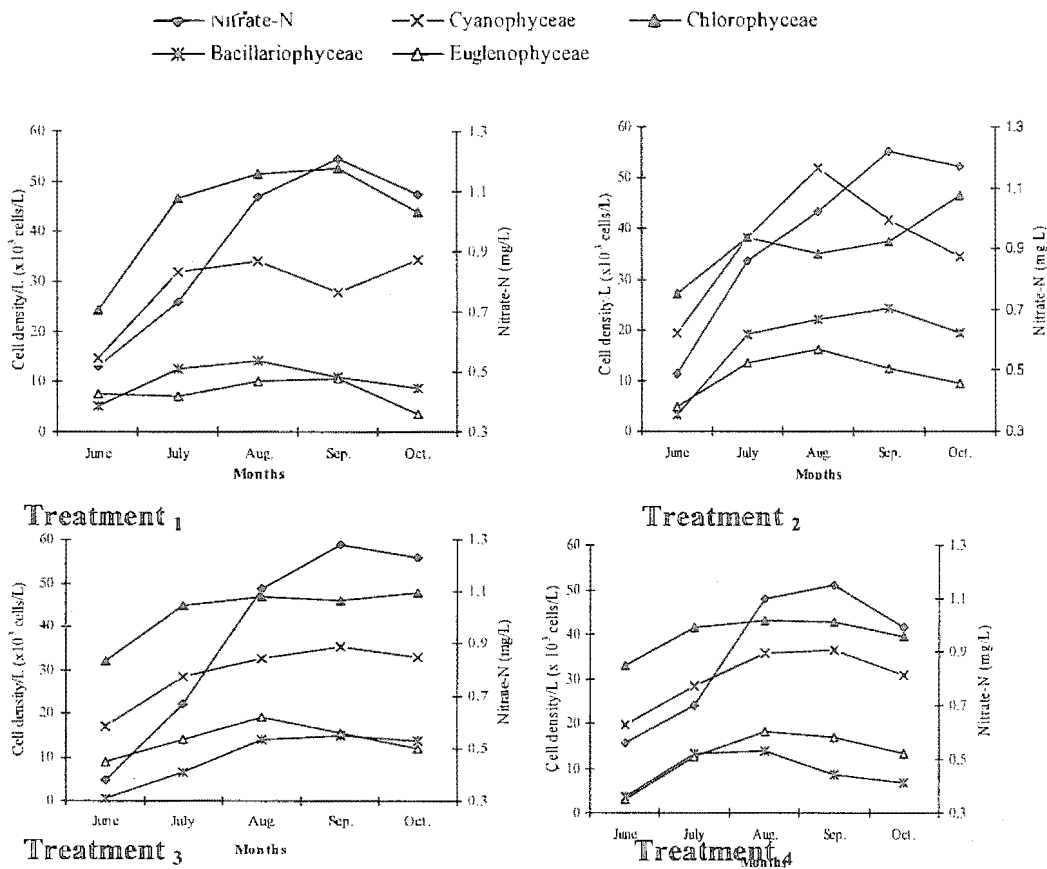 Nitrate-N Cyanophyceae Chlorophyceae
Bacillariophyceae Euglenophyceae
60
50
40
30
20
10
0
Cell density/L (x10³ cells/L)
1.3
1.1
0.9
0.7
0.5
0.3
Nitrate-N (mg/L)
June July Aug. Sep. Oct.
Months
Treatment 1
60
50
40
30
20
10
0
Cell density/L (x10³ cells/L)
1.3
1.1
0.9
0.7
0.5
0.3
Nitrate-N (mg/L)
June July Aug. Sep. Oct.
Months
Treatment 2
60
50
40
30
20
10
0
Cell density/L (x10³ cells/L)
1.3
1.1
0.9
0.7
0.5
0.3
Nitrate-N (mg/L)
June July Aug. Sep. Oct.
Months
Treatment 3
60
50
40
30
20
10
0
Cell density/L (x 10³ cells/L)
1.3
1.1
0.9
0.7
0.5
0.3
Nitrate-N (mg/L)
June July Aug. Sep. Oct.
Months
Treatment 4